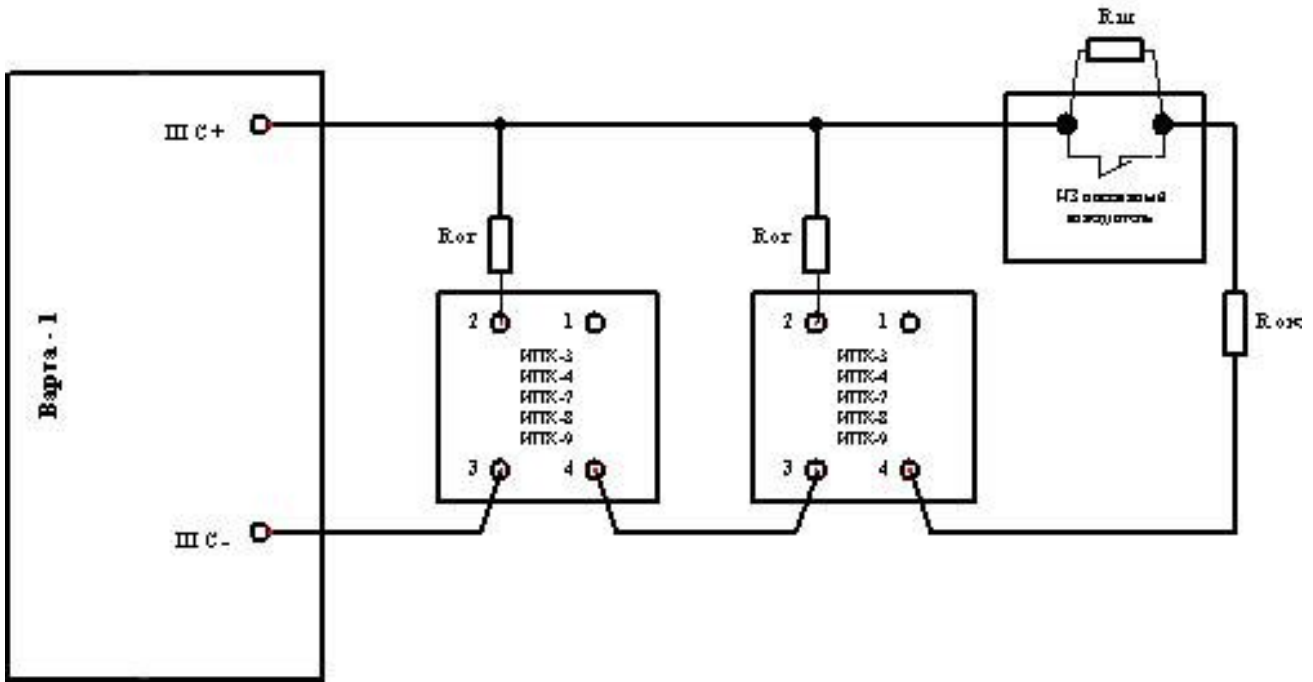 Rш
ШС+
НЗ пассивный
извещатель
Rог
Rог
Rок
2
1
2
1
ИПК-3
ИПК-4
ИПК-7
ИПК-8
ИПК-9
ИПК-3
ИПК-4
ИПК-7
ИПК-8
ИПК-9
Варта - 1
3
4
3
4
ШС-